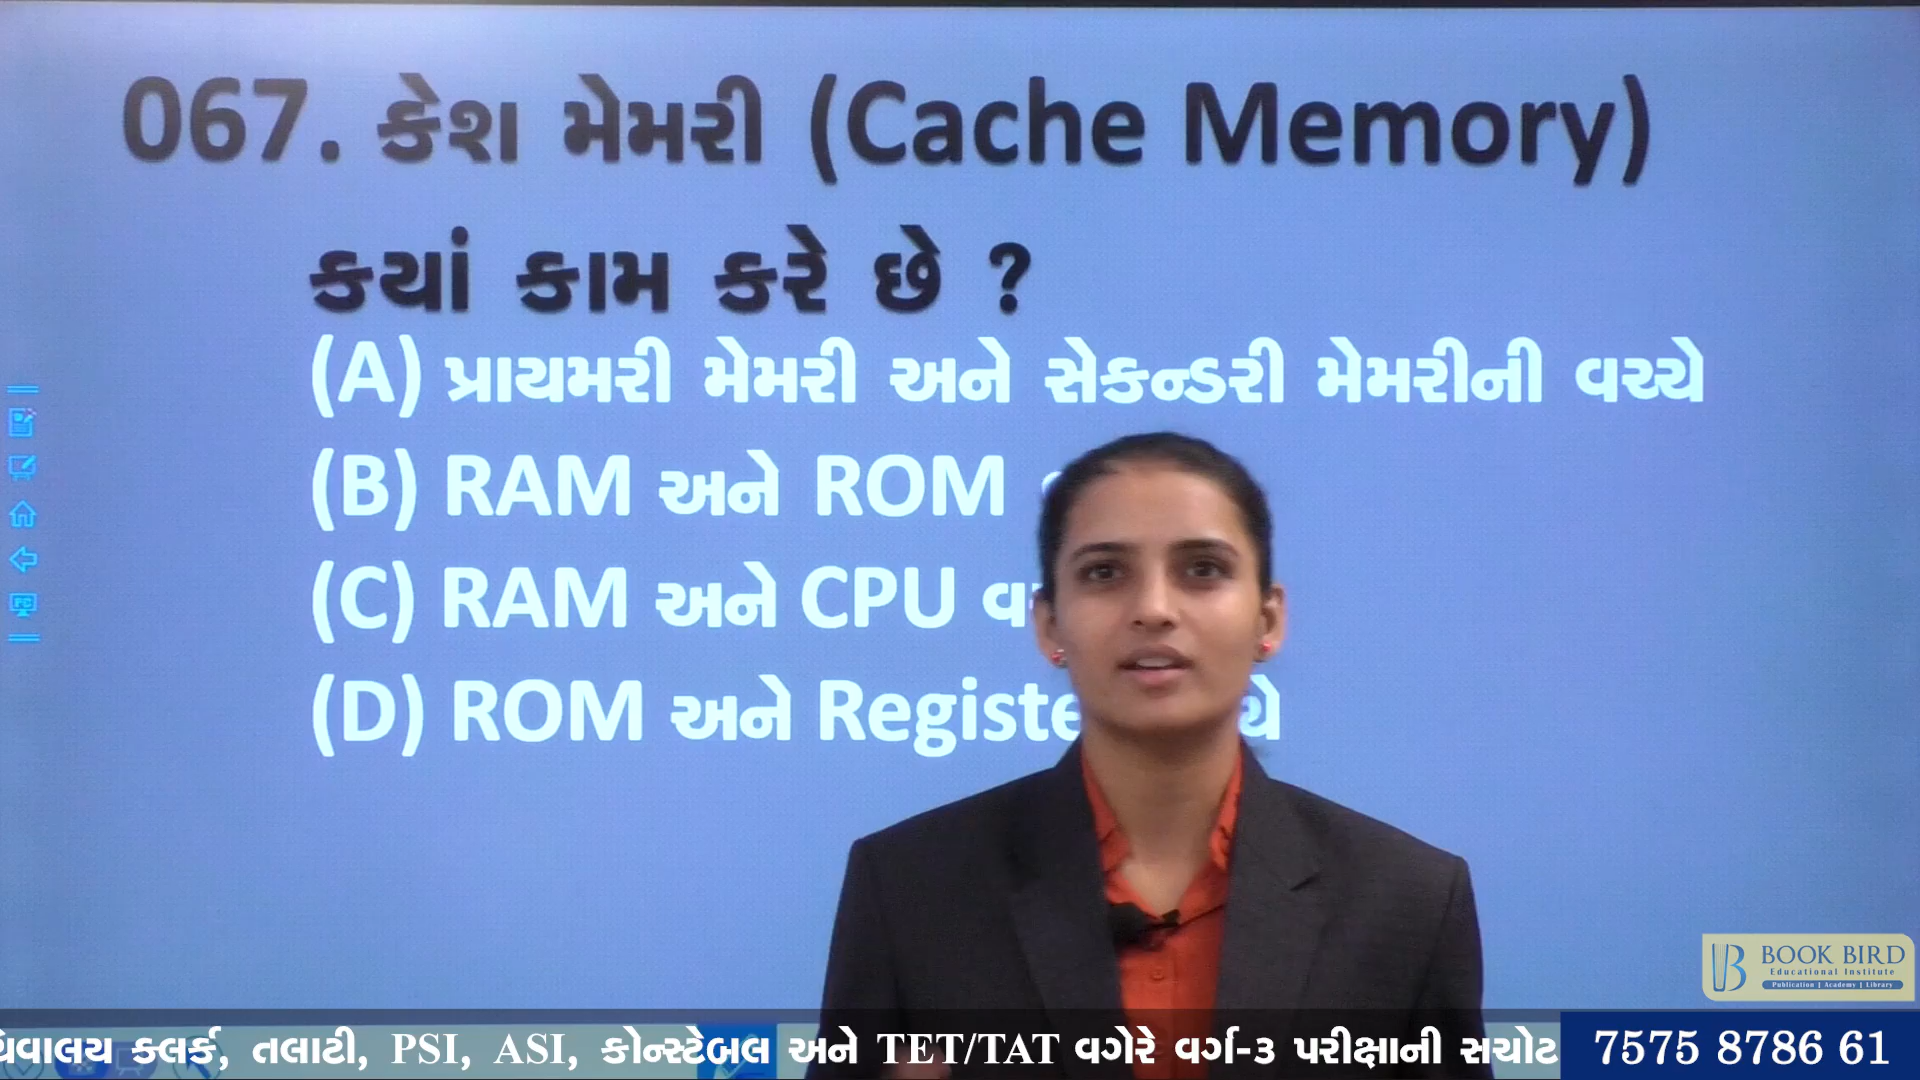 067. કેશ મેમરી (Cache Memory)
કયાં કામ કરે છે ?
(A) પ્રાયમરી મેમરી અને સેકન્ડરી મેમરીની વચ્ચે
(B) RAM અને ROM
(C) RAM અને CPU
(D) ROM અને
BOOK BIRD
Educational Institute
Publication | Academy | Library
ક્લર્ક, તલાટી, PSI, ASI, કોન્સ્ટેબલ અને TET/TAT વગેરે વર્ગ-૩ પરીક્ષાની સચોટ
7575 8786 61